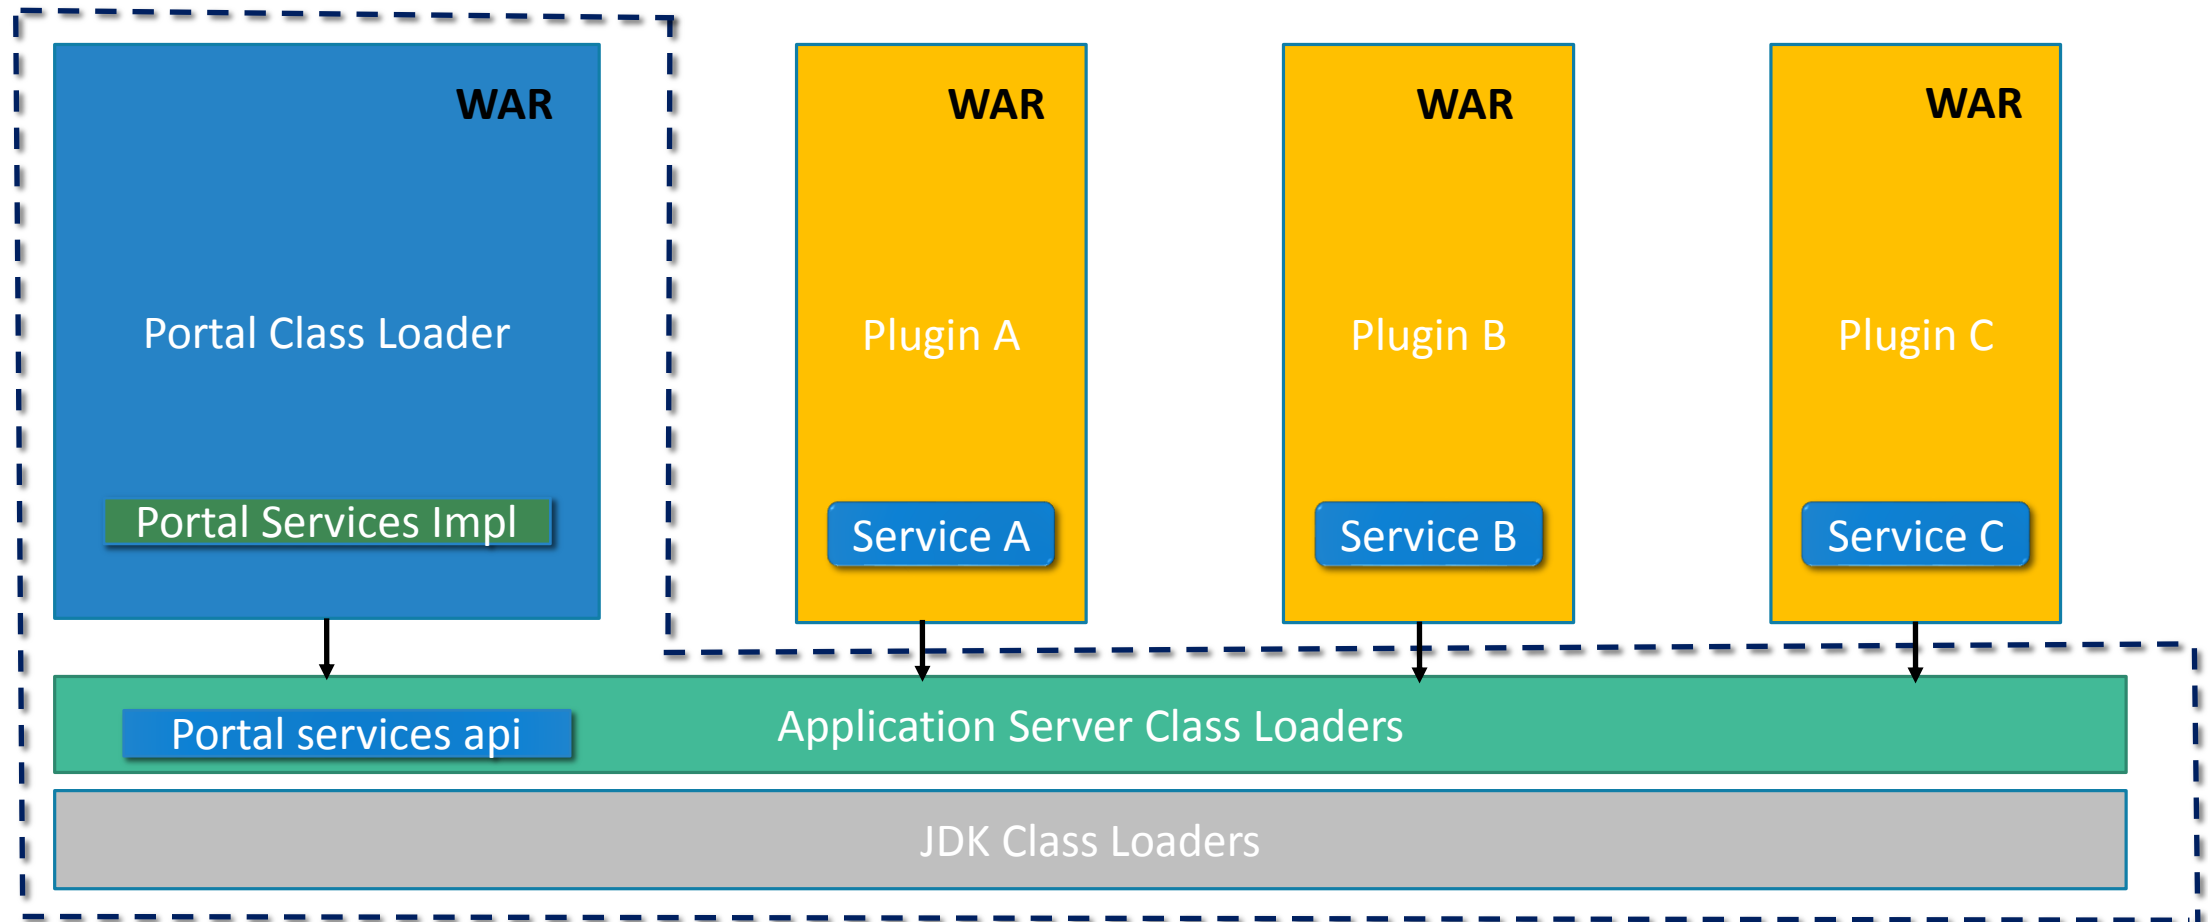 WAR
WAR
WAR
WAR
Portal Class Loader
Plugin A
Plugin B
Plugin C
Portal Services Impl
Service A
Service B
Service C
Portal services api
Application Server Class Loaders
JDK Class Loaders